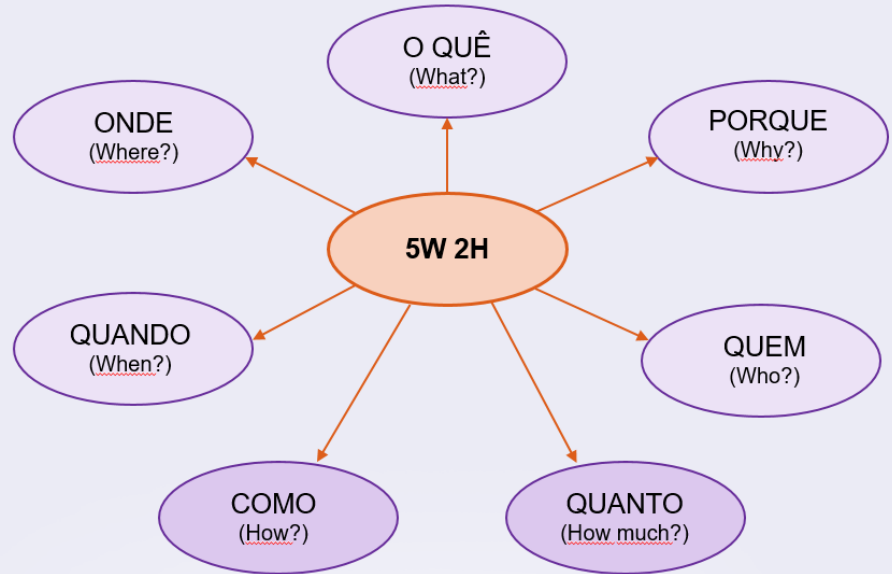 O QUÊ
(What?)
ONDE
(Where?)
PORQUE
(Why?)
5W 2H
QUANDO
(When?)
QUEM
(Who?)
COMO
(How?)
QUANTO
(How much?)